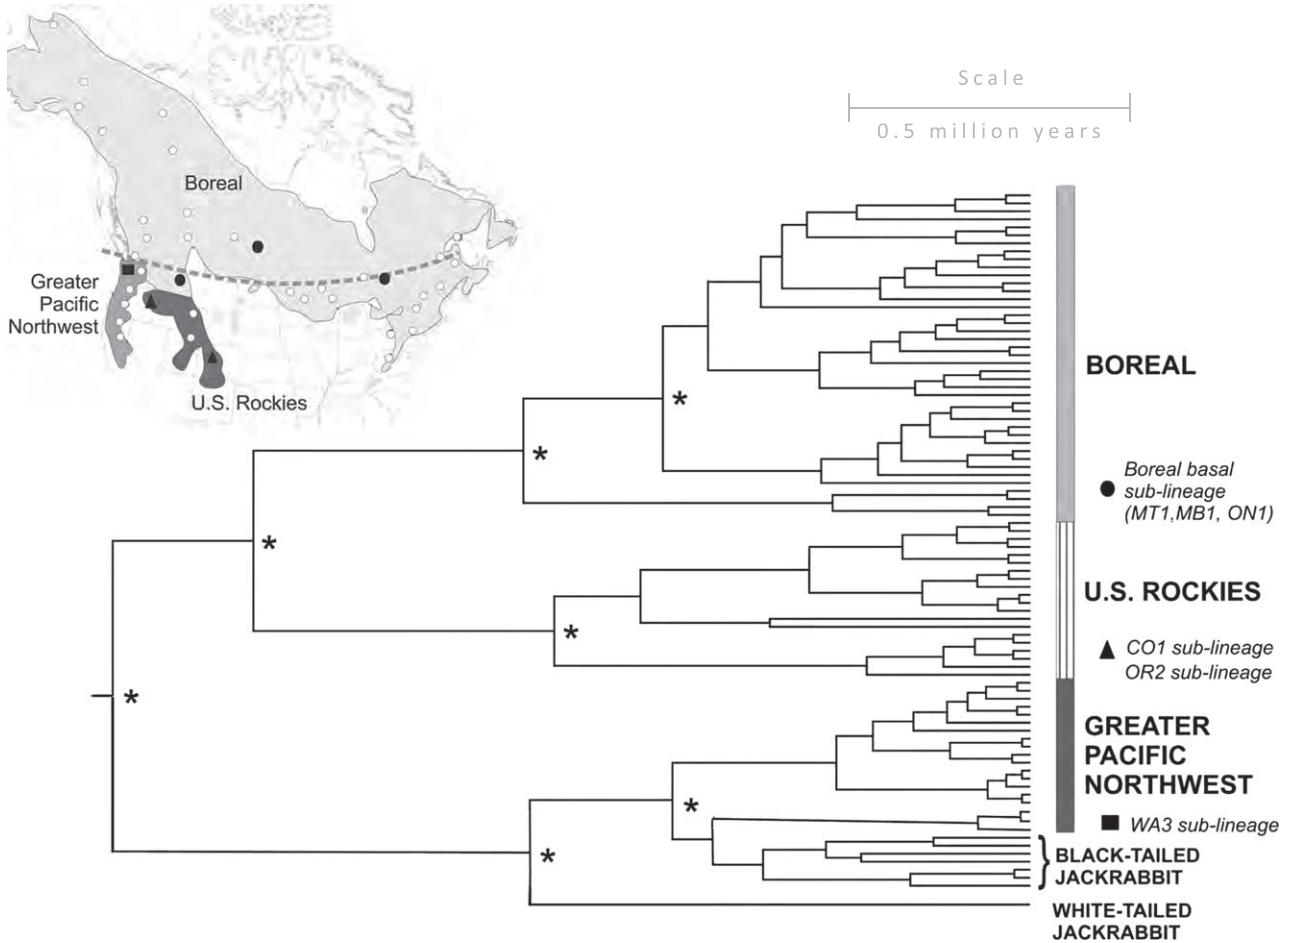 Scale
0.5 million years
Boreal
Greater
Pacific
Northwest
U.S. Rockies
BOREAL
Boreal basal
sub-lineage
(MT1,MB1, ON1)
U.S. ROCKIES
CO1 sub-lineage
OR2 sub-lineage
GREATER
PACIFIC
NORTHWEST
WA3 sub-lineage
BLACK-TAILED
JACKRABBIT
WHITE-TAILED
JACKRABBIT
*
*
*
*
*
*
*